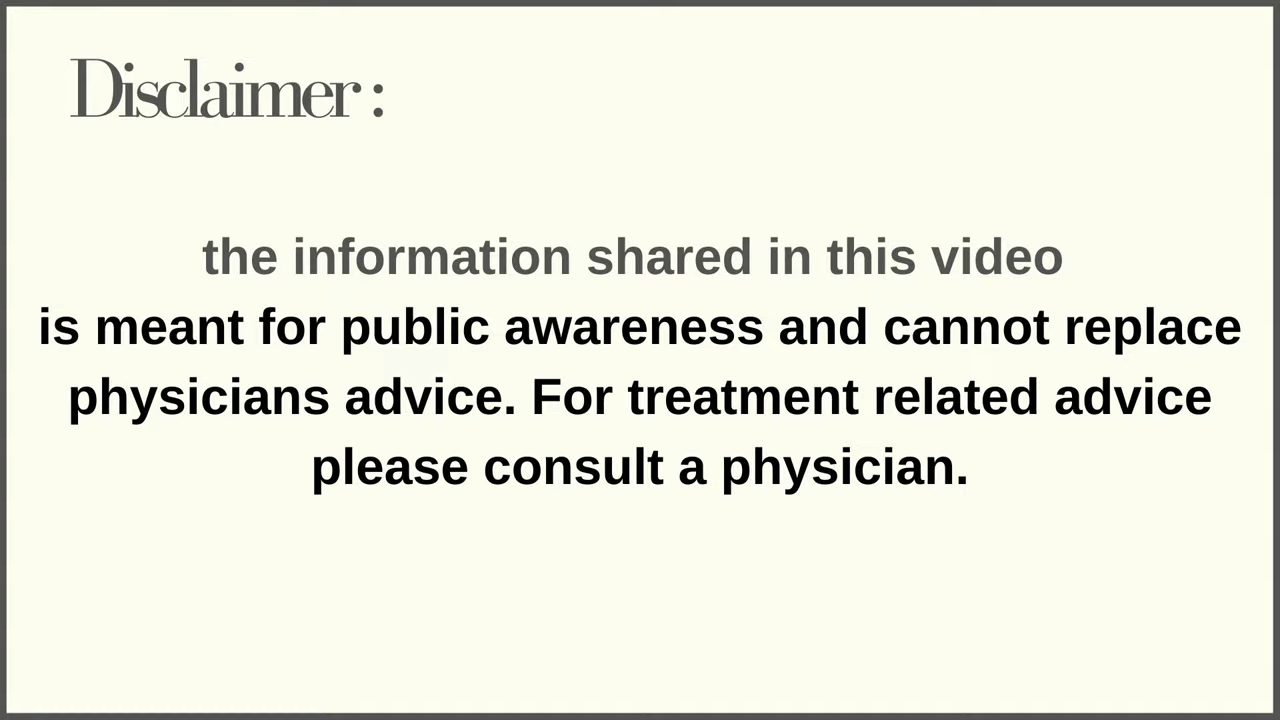 Disclaimer :
the information shared in this video
is meant for public awareness and cannot replace
physicians advice. For treatment related advice
please consult a physician.